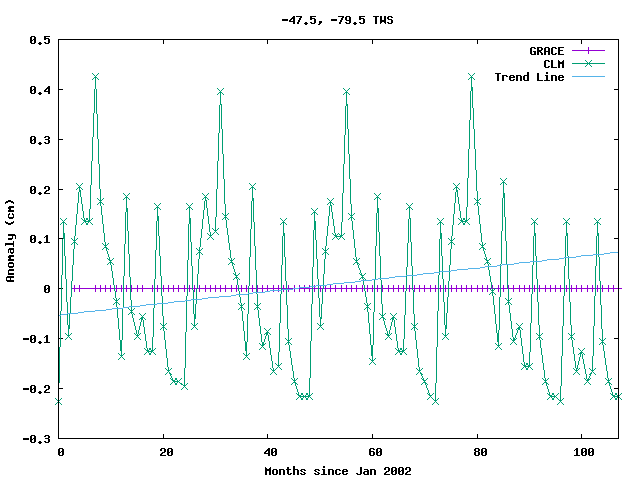 -47.5, -79.5 TWS
GRACE
CLM
Trend Line
0.5
0.4
0.3
0.2
0.1
0
-0.1
-0.2
-0.3
Anomaly (cm)
0 20 40 60 80 100
Months since Jan 2002